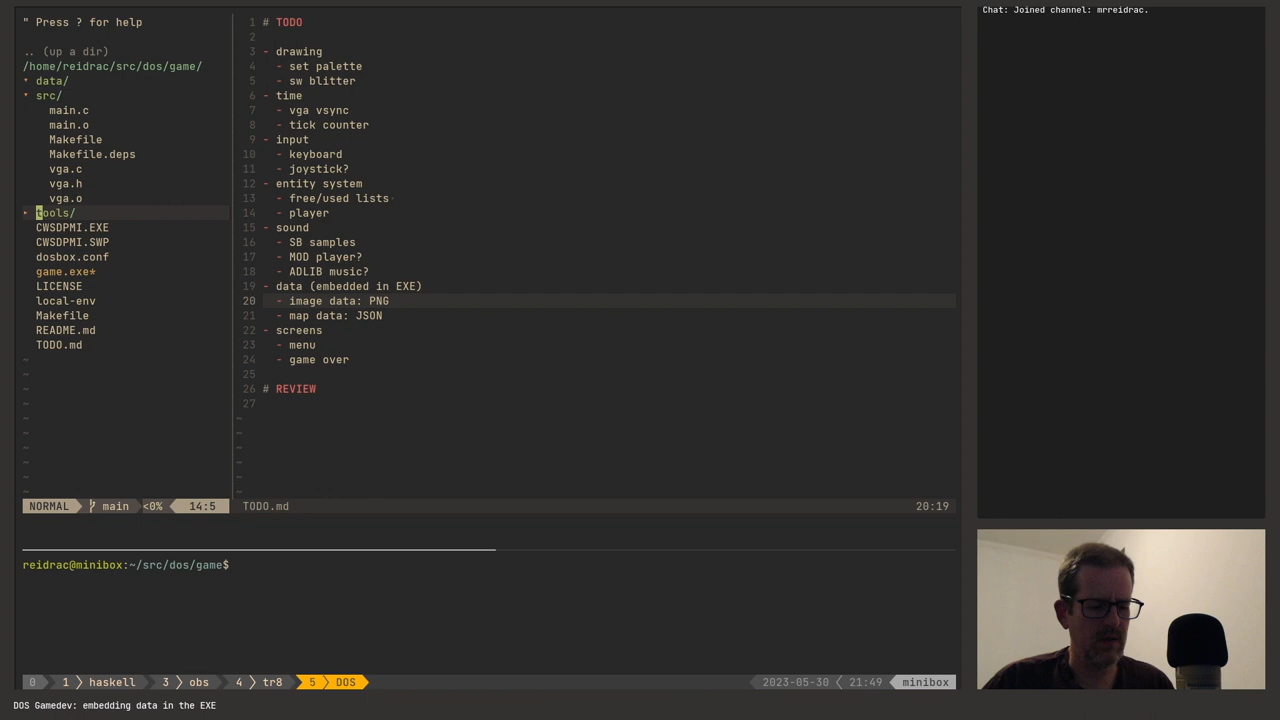 Chat: Joined channel: mrreidrac.
" Press ? for help
.. (up a dir)
/home/reidrac/src/dos/game/
▾ data/
▾ src/
main.c
main.o
Makefile
Makefile.deps
vga.c
vga.h
vga.o
▸ tools/
CWSDPMI.EXE
CWSDPMI.SWP
dosbox.conf
game.exe*
LICENSE
local-env
Makefile
README.md
TODO.md
~
~
~
~
~
~
~
~
~
~
1 # TODO
2
3 - drawing
4 - set palette
5 - sw blitter
6 - time
7 - vga vsync
8 - tick counter
9 - input
10 - keyboard
11 - joystick?
12 - entity system
13 - free/used lists·
14 - player
15 - sound
16 - SB samples
17 - MOD player?
18 - ADLIB music?
19 - data (embedded in EXE)
20 - image data: PNG
21 - map data: JSON
22 - screens
23 - menu
24 - game over
25
26 # REVIEW
27
~
~
~
~
~
~
NORMAL main <0% 14:5 TODO.md 20:19
reidrac@minibox:~/src/dos/game$
0 1 haskell 3 obs 4 tr8 5 DOS 2023-05-30 21:49 minibox
DOS Gamedev: embedding data in the EXE